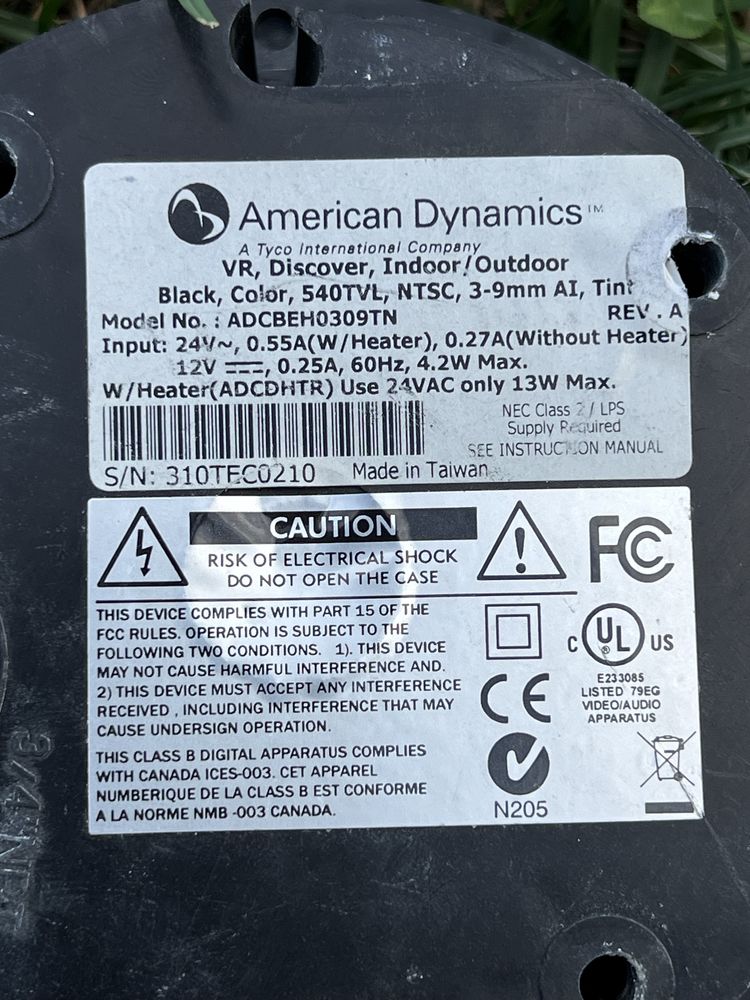 American Dynamics™
A Tyco International Company
VR, Discover, Indoor/Outdoor
Black, Color, 540TVL, NTSC, 3-9mm AI, Tint
Model No. : ADCBEH0309TN REV . A
Input: 24V~, 0.55A(W/Heater), 0.27A(Without Heater)
12V ⎓, 0.25A, 60Hz, 4.2W Max.
W/Heater(ADCDHTR) Use 24VAC only 13W Max.
NEC Class 2 / LPS
Supply Required
SEE INSTRUCTION MANUAL
S/N: 310TEC0210 Made in Taiwan
CAUTION
RISK OF ELECTRICAL SHOCK
DO NOT OPEN THE CASE
FC
THIS DEVICE COMPLIES WITH PART 15 OF THE
FCC RULES. OPERATION IS SUBJECT TO THE
FOLLOWING TWO CONDITIONS. 1). THIS DEVICE
MAY NOT CAUSE HARMFUL INTERFERENCE AND.
2) THIS DEVICE MUST ACCEPT ANY INTERFERENCE
RECEIVED , INCLUDING INTERFERENCE THAT MAY
CAUSE UNDERSIGN OPERATION.
THIS CLASS B DIGITAL APPARATUS COMPLIES
WITH CANADA ICES-003. CET APPAREL
NUMBERIQUE DE LA CLASS B EST CONFORME
A LA NORME NMB -003 CANADA.
C UL® US
E233085
LISTED 79EG
VIDEO/AUDIO
APPARATUS
CE
N205